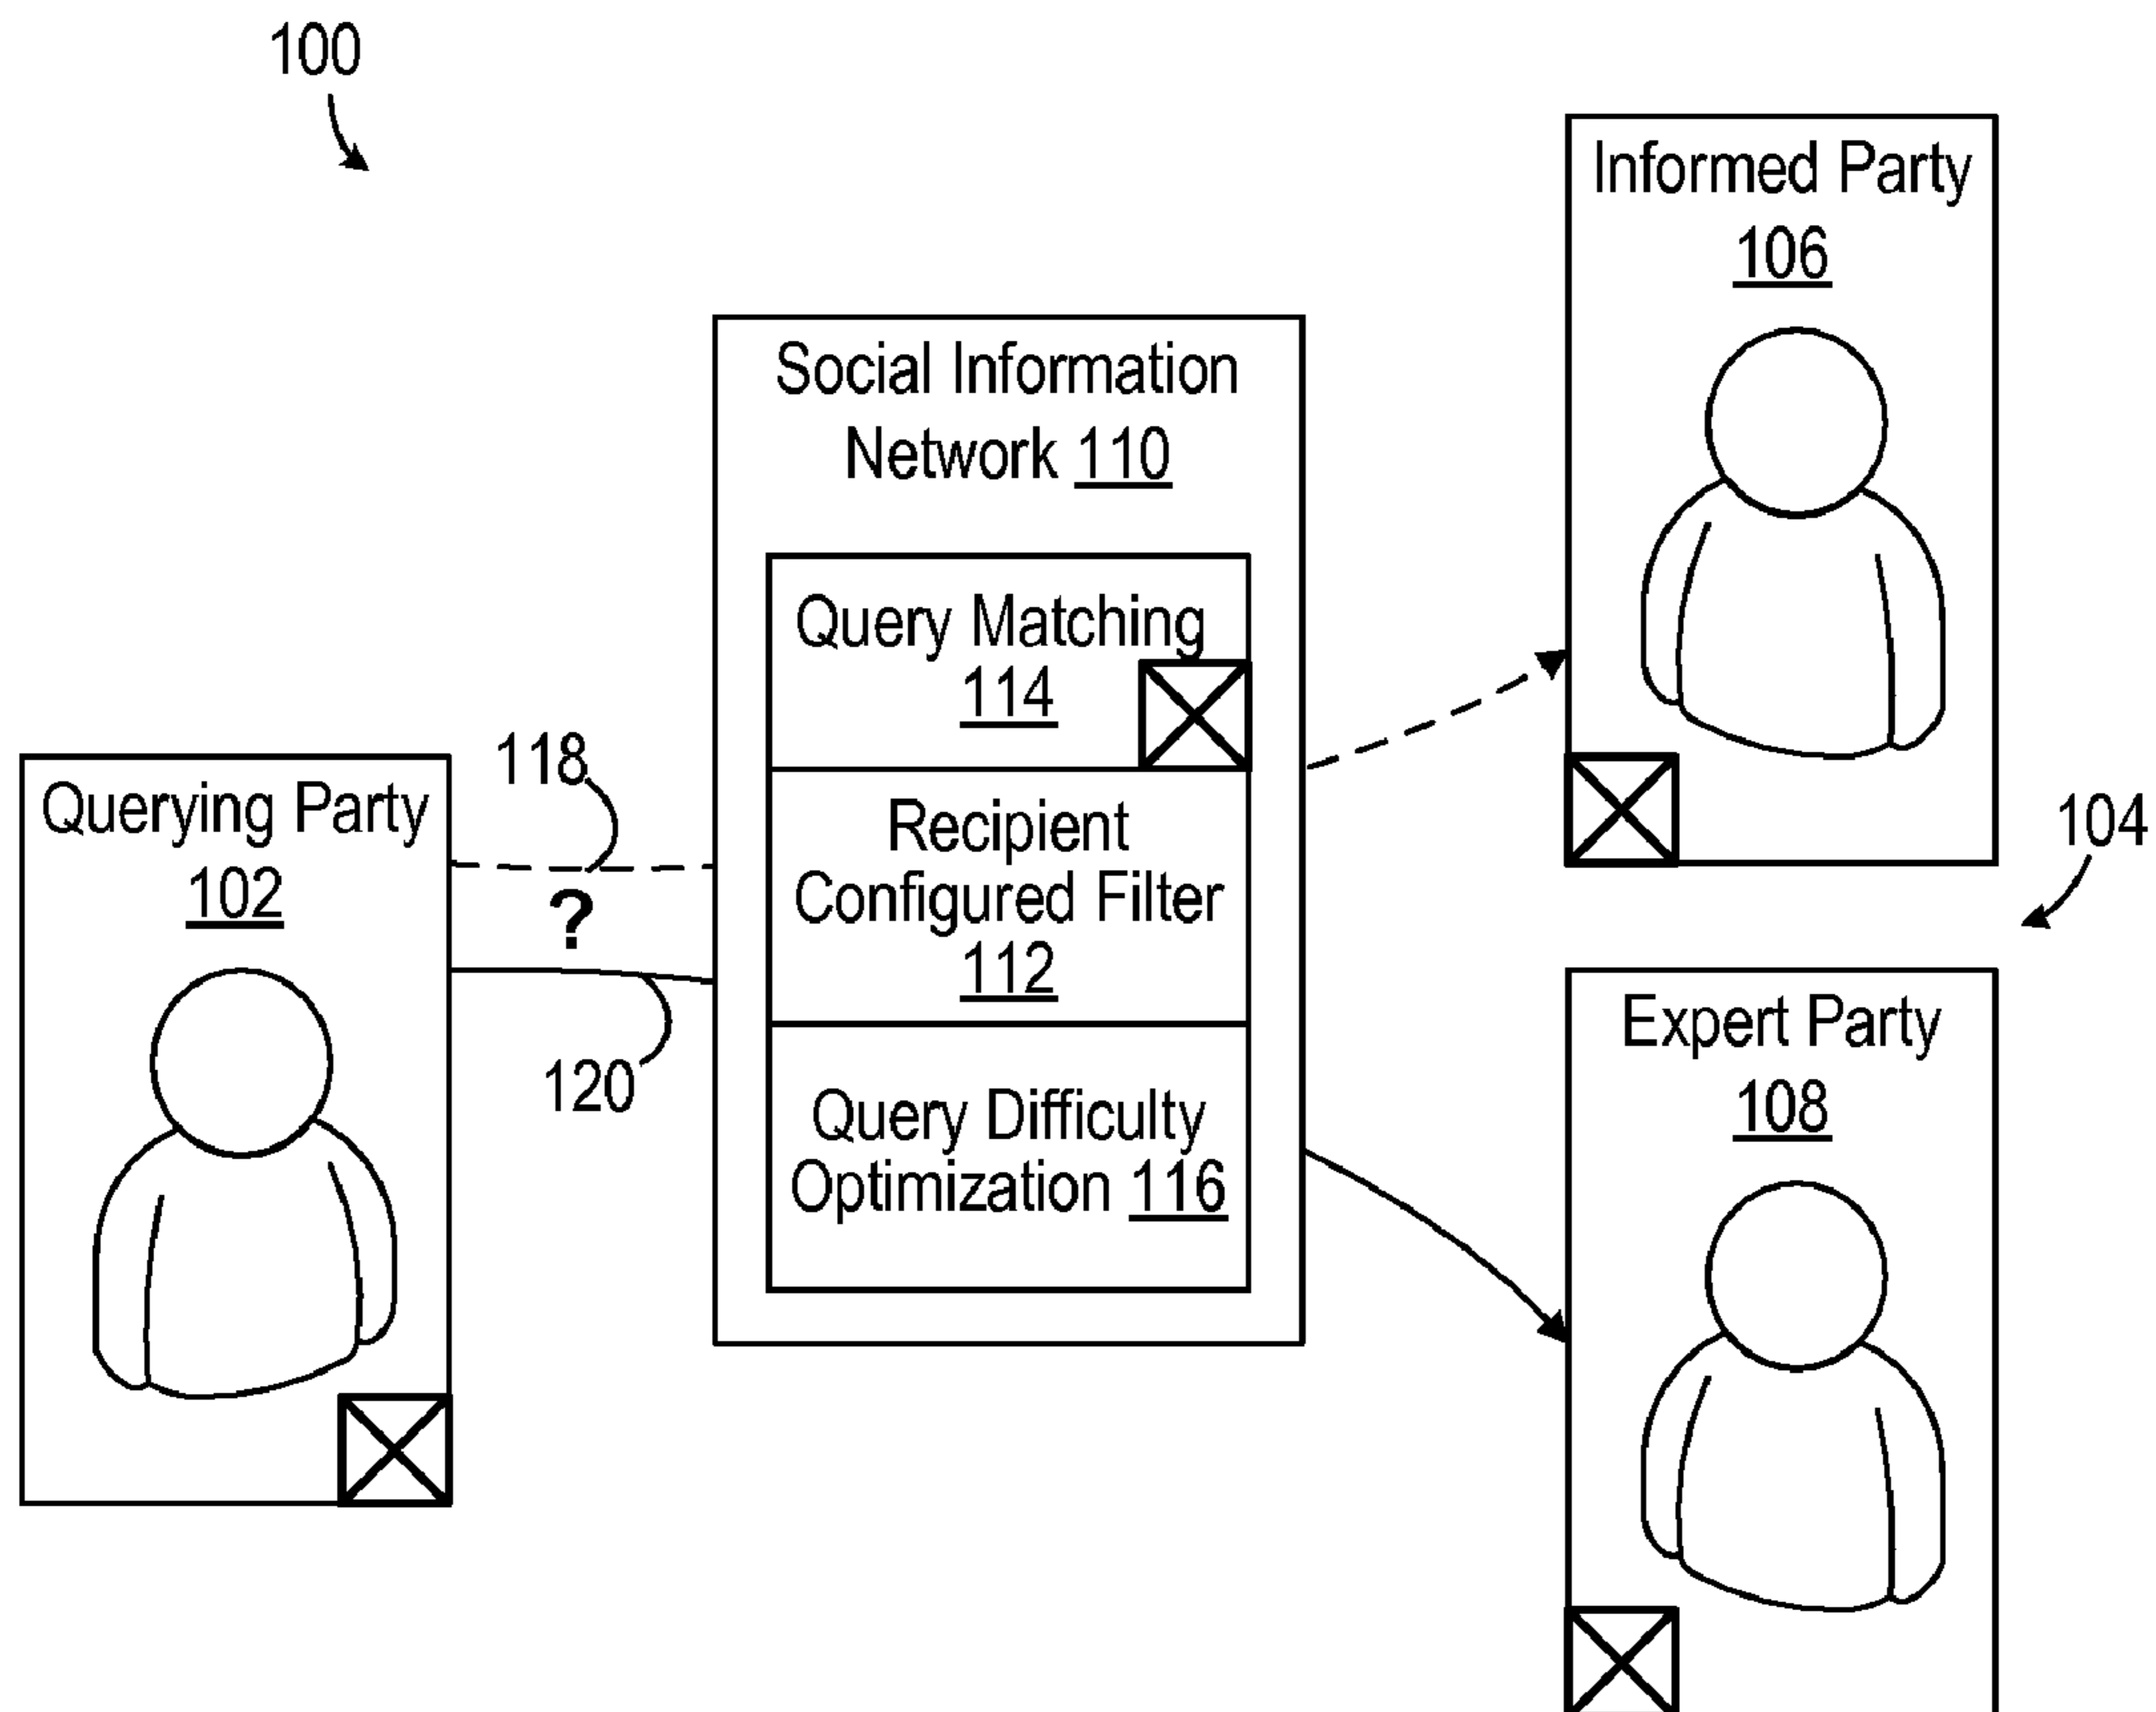 100
Informed Party
106
Social Information
Network 110
Query Matching
114
Querying Party
102
118
?
120
Recipient
Configured Filter
112
Query Difficulty
Optimization 116
104
Expert Party
108